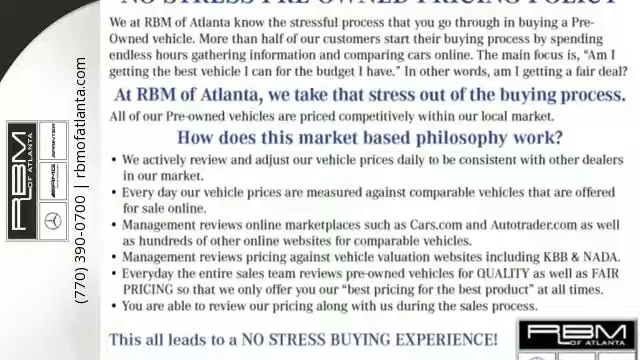 NO STRESS PRE-OWNED PRICING POLICY
We at RBM of Atlanta know the stressful process that you go through in buying a Pre-
Owned vehicle. More than half of our customers start their buying process by spending
endless hours gathering information and comparing cars online. The main focus is, “Am I
getting the best vehicle I can for the budget I have.” In other words, am I getting a fair deal?
At RBM of Atlanta, we take that stress out of the buying process.
All of our Pre-owned vehicles are priced competitively within our local market.
How does this market based philosophy work?
• We actively review and adjust our vehicle prices daily to be consistent with other dealers
in our market.
• Every day our vehicle prices are measured against comparable vehicles that are offered
for sale online.
• Management reviews online marketplaces such as Cars.com and Autotrader.com as well
as hundreds of other online websites for comparable vehicles.
• Management reviews pricing against vehicle valuation websites including KBB & NADA.
• Everyday the entire sales team reviews pre-owned vehicles for QUALITY as well as FAIR
PRICING so that we only offer you our “best pricing for the best product” at all times.
• You are able to review our pricing along with us during the sales process.
This all leads to a NO STRESS BUYING EXPERIENCE!
RBM
OF ATLANTA
RBM
OF ATLANTA
SPRINTER
AMG
(770) 390-0700 | rbmofatlanta.com